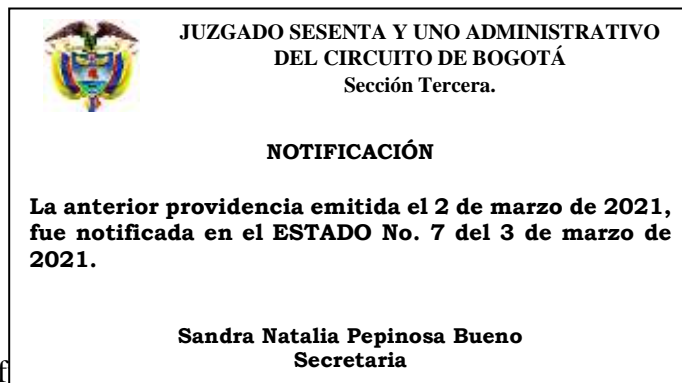 JUZGADO SESENTA Y UNO ADMINISTRATIVO
DEL CIRCUITO DE BOGOTÁ
Sección Tercera.
NOTIFICACIÓN
La anterior providencia emitida el 2 de marzo de 2021,
fue notificada en el ESTADO No. 7 del 3 de marzo de
2021.
Sandra Natalia Pepinosa Bueno
Secretaria
f